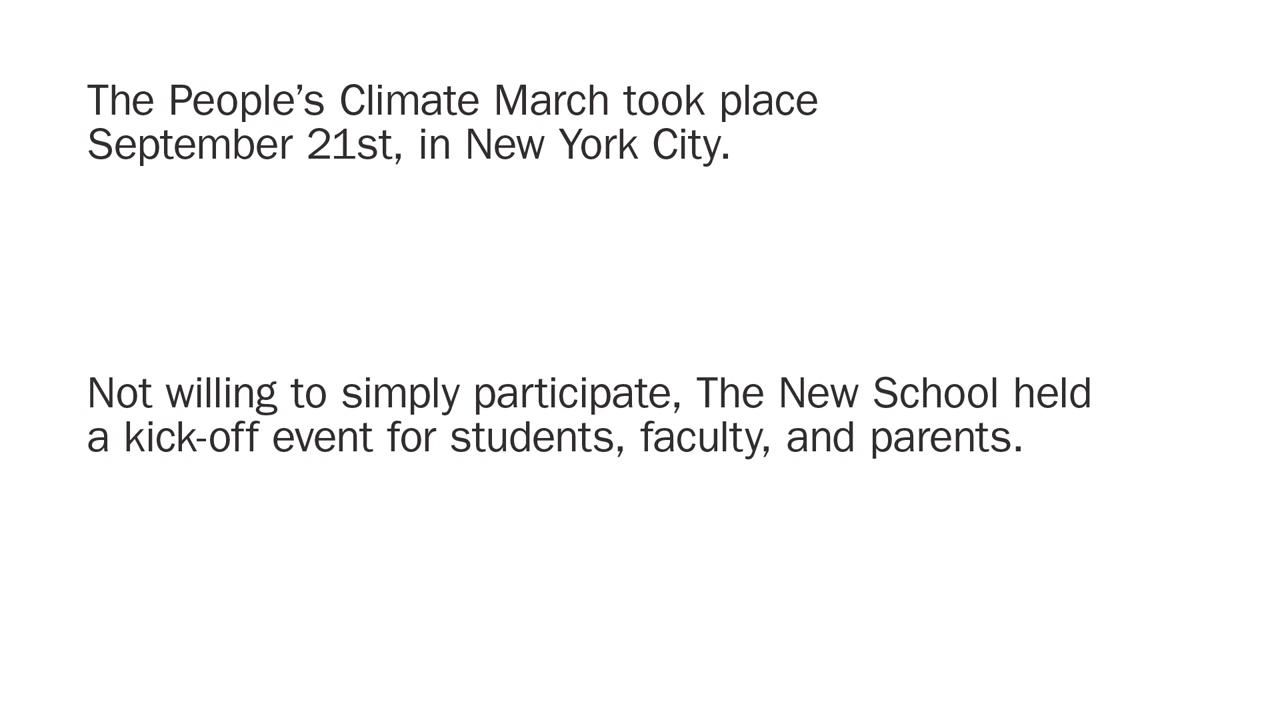 The People’s Climate March took place
September 21st, in New York City.
Not willing to simply participate, The New School held
a kick-off event for students, faculty, and parents.